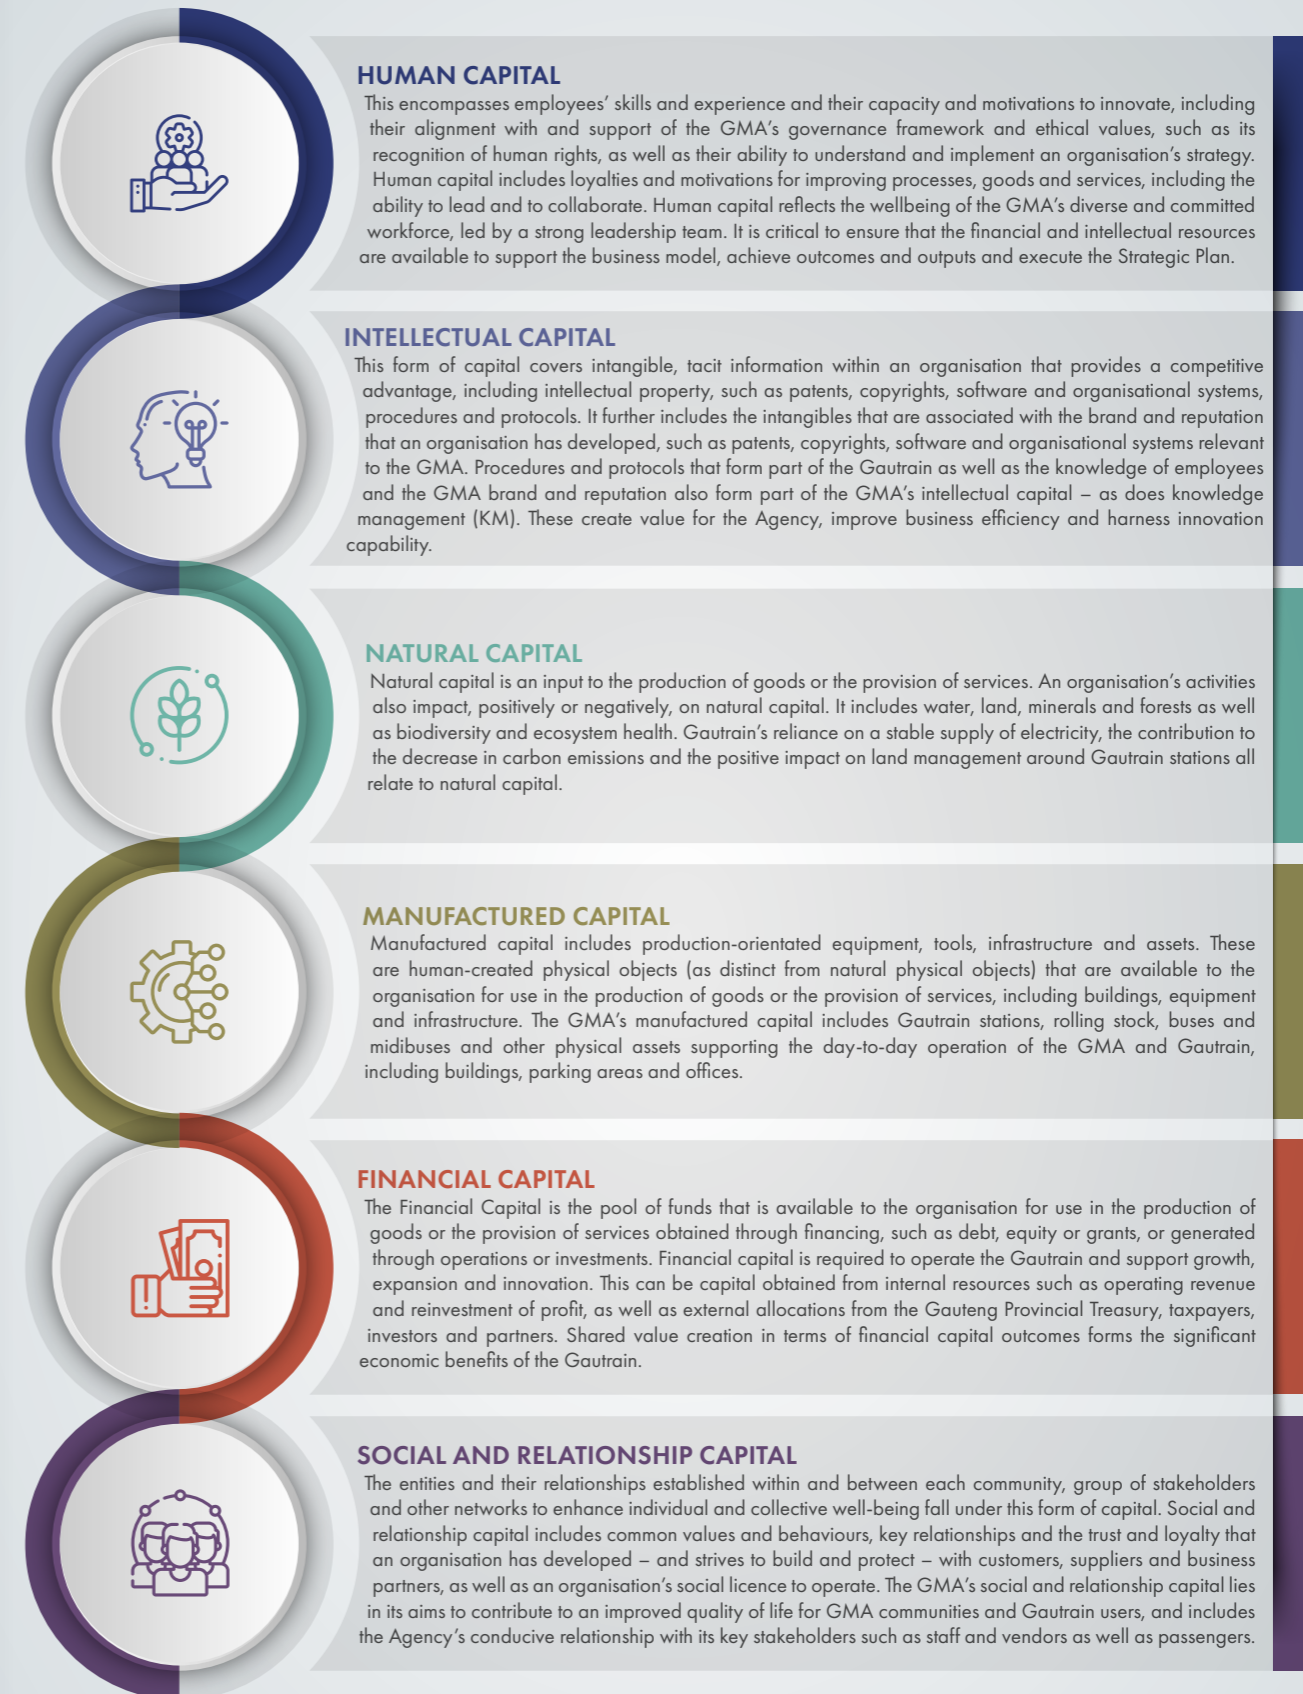 HUMAN CAPITAL
This encompasses employees’ skills and experience and their capacity and motivations to innovate, including
their alignment with and support of the GMA’s governance framework and ethical values, such as its
recognition of human rights, as well as their ability to understand and implement an organisation’s strategy.
Human capital includes loyalties and motivations for improving processes, goods and services, including the
ability to lead and to collaborate. Human capital reflects the wellbeing of the GMA’s diverse and committed
workforce, led by a strong leadership team. It is critical to ensure that the financial and intellectual resources
are available to support the business model, achieve outcomes and outputs and execute the Strategic Plan.
INTELLECTUAL CAPITAL
This form of capital covers intangible, tacit information within an organisation that provides a competitive
advantage, including intellectual property, such as patents, copyrights, software and organisational systems,
procedures and protocols. It further includes the intangibles that are associated with the brand and reputation
that an organisation has developed, such as patents, copyrights, software and organisational systems relevant
to the GMA. Procedures and protocols that form part of the Gautrain as well as the knowledge of employees
and the GMA brand and reputation also form part of the GMA’s intellectual capital – as does knowledge
management (KM). These create value for the Agency, improve business efficiency and harness innovation
capability.
NATURAL CAPITAL
Natural capital is an input to the production of goods or the provision of services. An organisation’s activities
also impact, positively or negatively, on natural capital. It includes water, land, minerals and forests as well
as biodiversity and ecosystem health. Gautrain’s reliance on a stable supply of electricity, the contribution to
the decrease in carbon emissions and the positive impact on land management around Gautrain stations all
relate to natural capital.
MANUFACTURED CAPITAL
Manufactured capital includes production-orientated equipment, tools, infrastructure and assets. These
are human-created physical objects (as distinct from natural physical objects) that are available to the
organisation for use in the production of goods or the provision of services, including buildings, equipment
and infrastructure. The GMA’s manufactured capital includes Gautrain stations, rolling stock, buses and
midibuses and other physical assets supporting the day-to-day operation of the GMA and Gautrain,
including buildings, parking areas and offices.
FINANCIAL CAPITAL
The Financial Capital is the pool of funds that is available to the organisation for use in the production of
goods or the provision of services obtained through financing, such as debt, equity or grants, or generated
through operations or investments. Financial capital is required to operate the Gautrain and support growth,
expansion and innovation. This can be capital obtained from internal resources such as operating revenue
and reinvestment of profit, as well as external allocations from the Gauteng Provincial Treasury, taxpayers,
investors and partners. Shared value creation in terms of financial capital outcomes forms the significant
economic benefits of the Gautrain.
SOCIAL AND RELATIONSHIP CAPITAL
The entities and their relationships established within and between each community, group of stakeholders
and other networks to enhance individual and collective well-being fall under this form of capital. Social and
relationship capital includes common values and behaviours, key relationships and the trust and loyalty that
an organisation has developed – and strives to build and protect – with customers, suppliers and business
partners, as well as an organisation’s social licence to operate. The GMA’s social and relationship capital lies
in its aims to contribute to an improved quality of life for GMA communities and Gautrain users, and includes
the Agency’s conducive relationship with its key stakeholders such as staff and vendors as well as passengers.